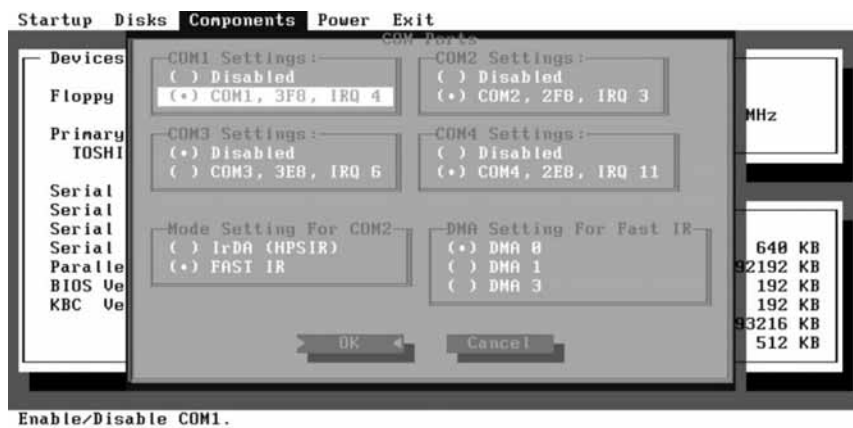 Startup Disks Components Power Exit
COM Ports
Devices
Floppy
Primary
TOSHI
Serial
Serial
Serial
Serial
Paralle
BIOS Ve
KBC Ve
COM1 Settings:
( ) Disabled
(•) COM1, 3F8, IRQ 4
COM2 Settings:
( ) Disabled
(•) COM2, 2F8, IRQ 3
COM3 Settings:
(•) Disabled
( ) COM3, 3E8, IRQ 6
COM4 Settings:
( ) Disabled
(•) COM4, 2E8, IRQ 11
Mode Setting For COM2
( ) IrDA (HPSIR)
(•) FAST IR
DMA Setting For Fast IR
(•) DMA 0
( ) DMA 1
( ) DMA 3
OK
Cancel
MHz
640 KB
92192 KB
192 KB
192 KB
93216 KB
512 KB
Enable/Disable COM1.